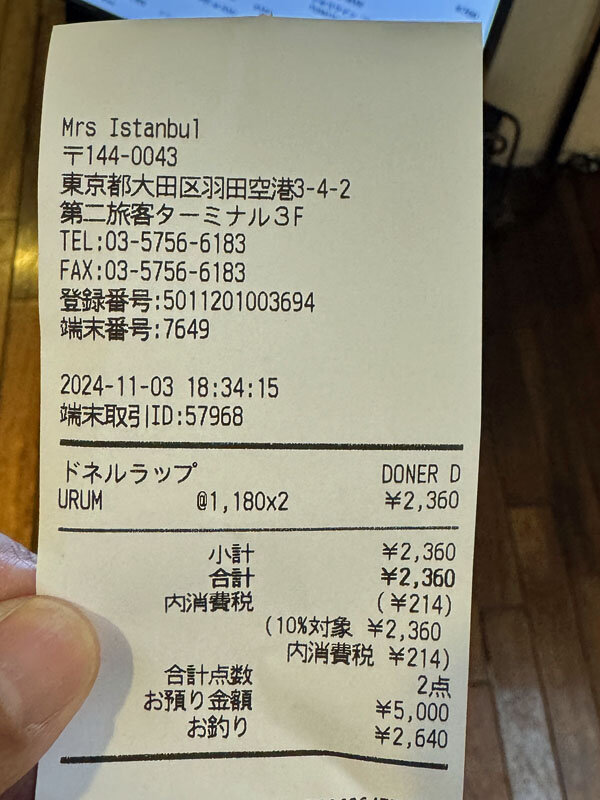 Mrs Istanbul
〒144-0043
東京都大田区羽田空港3-4-2
第二旅客ターミナル3F
TEL:03-5756-6183
FAX:03-5756-6183
登録番号:5011201003694
端末番号:7649
2024-11-03 18:34:15
端末取引ID:57968
ドネルラップ DONER D
URUM @1,180x2 ¥2,360
小計 ¥2,360
合計 ¥2,360
内消費税 (¥214)
(10%対象 ¥2,360
内消費税 ¥214)
合計点数 2点
お預り金額 ¥5,000
お釣り ¥2,640